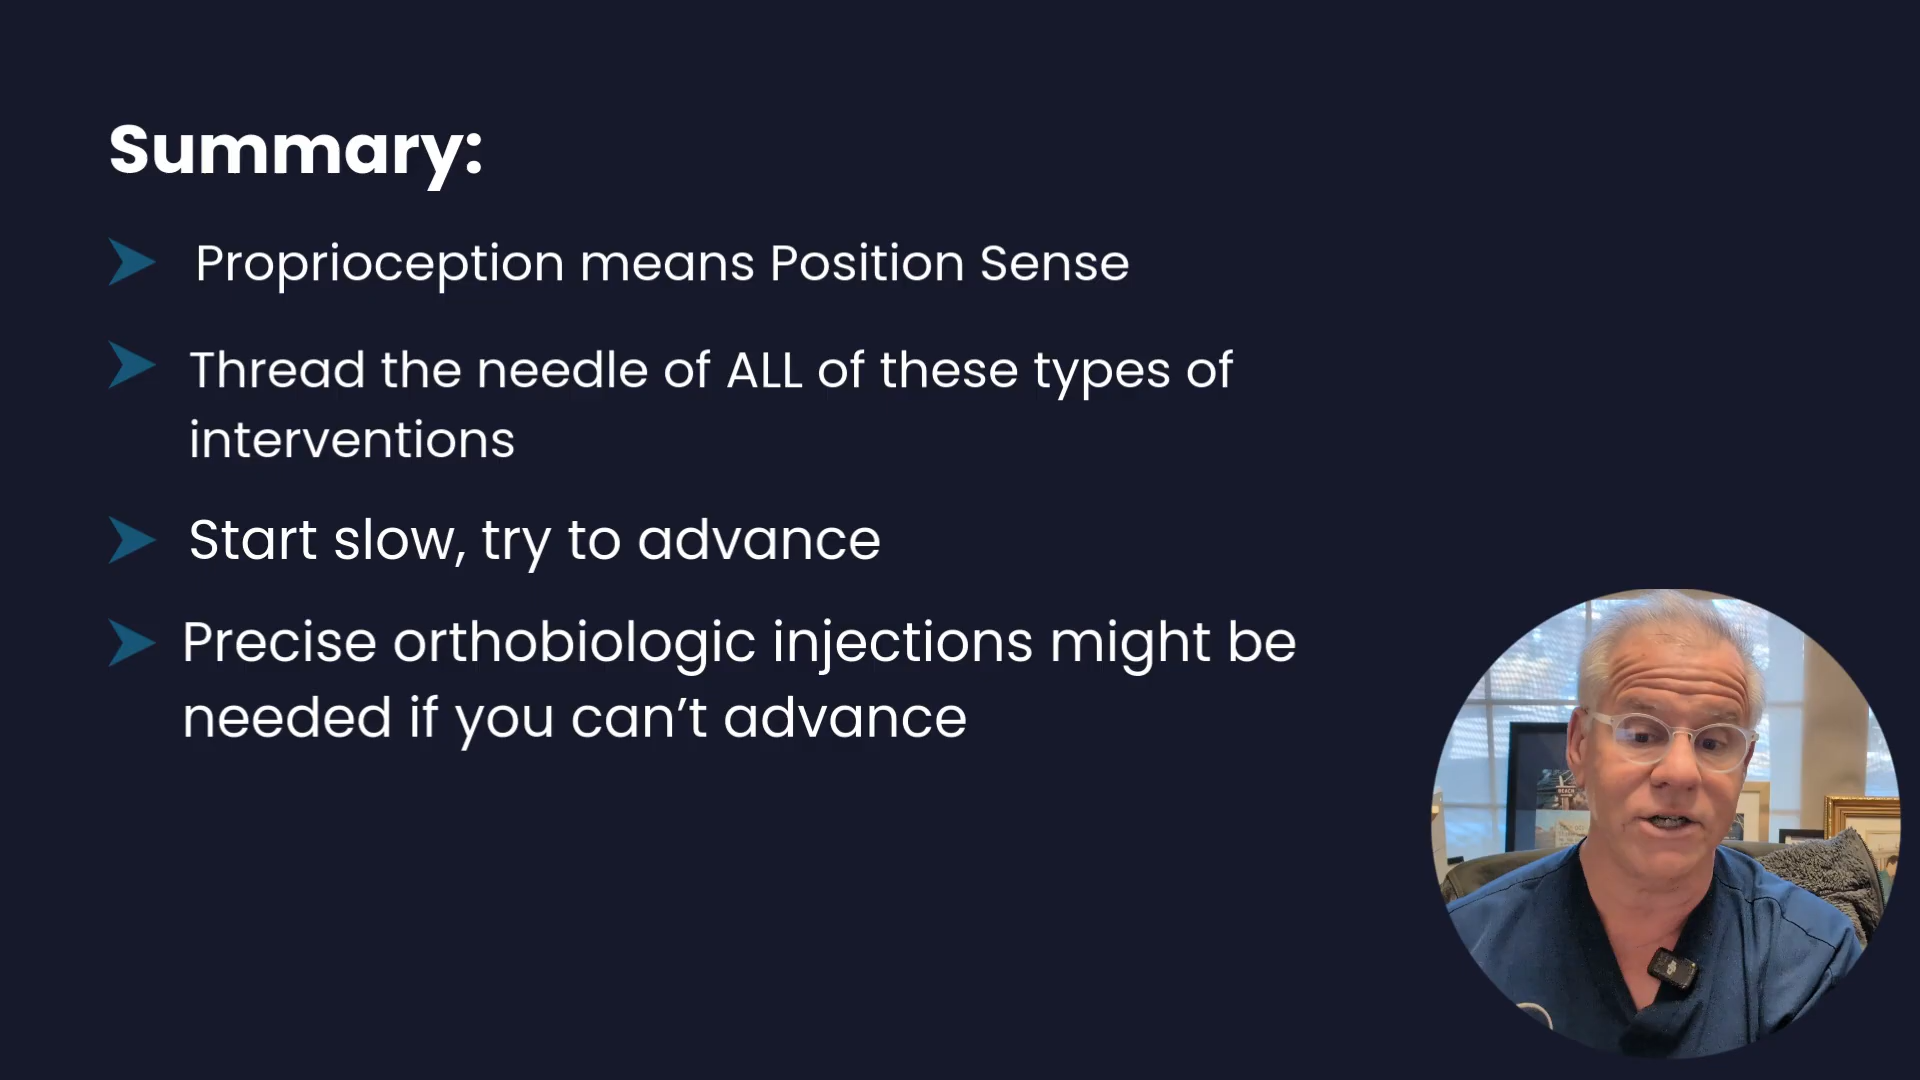 Summary:
Proprioception means Position Sense
Thread the needle of ALL of these types of
interventions
Start slow, try to advance
Precise orthobiologic injections might be
needed if you can’t advance
BEACH